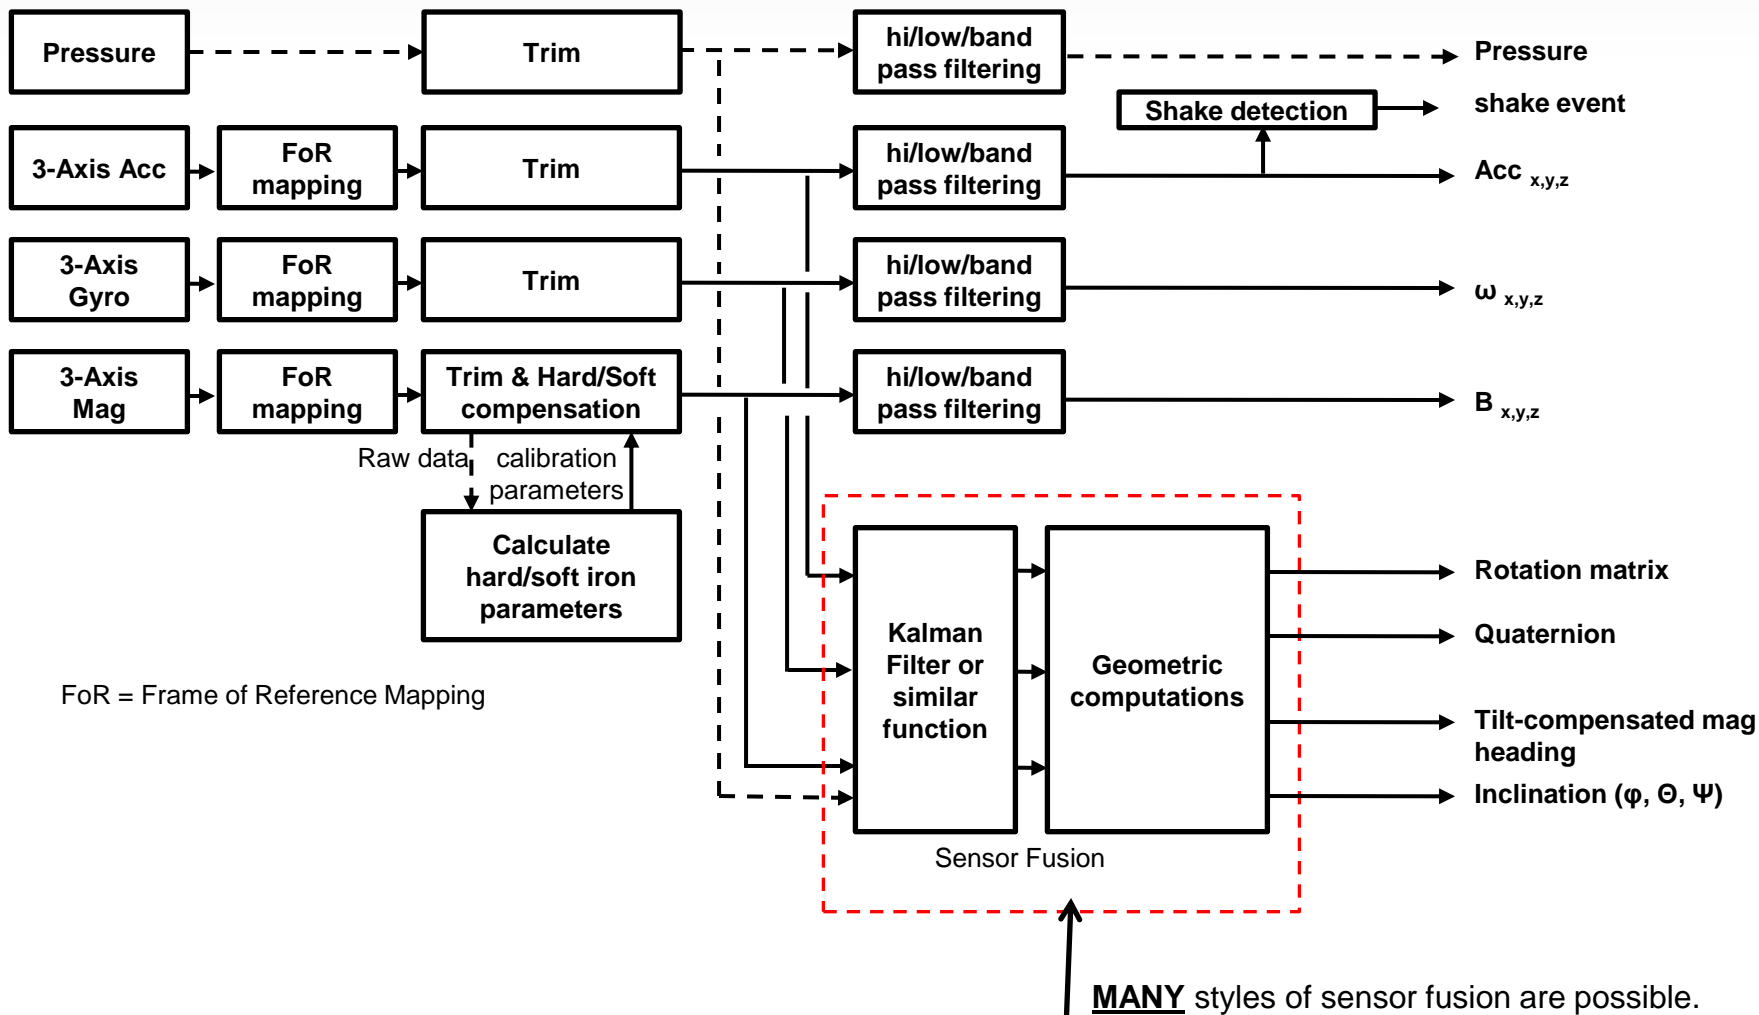 Pressure
Trim
hi/low/band
pass filtering
Pressure
Shake detection
shake event
3-Axis Acc
FoR
mapping
Trim
hi/low/band
pass filtering
Acc x,y,z
3-Axis
Gyro
FoR
mapping
Trim
hi/low/band
pass filtering
ω x,y,z
3-Axis
Mag
FoR
mapping
Trim & Hard/Soft
compensation
hi/low/band
pass filtering
B x,y,z
Raw data
calibration
parameters
Calculate
hard/soft iron
parameters
FoR = Frame of Reference Mapping
Kalman
Filter or
similar
function
Geometric
computations
Sensor Fusion
Rotation matrix
Quaternion
Tilt-compensated mag
heading
Inclination (φ, Θ, Ψ)
MANY styles of sensor fusion are possible.